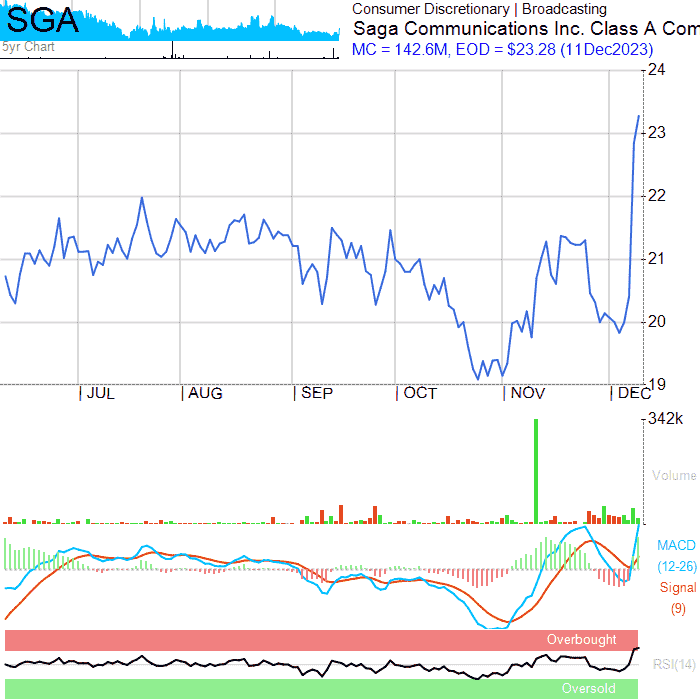 SGA
5yr Chart
Consumer Discretionary | Broadcasting
Saga Communications Inc. Class A Com
MC = 142.6M, EOD = $23.28 (11Dec2023)
24
23
22
21
20
19
JUL AUG SEP OCT NOV DEC
342k
Volume
MACD
(12-26)
Signal
(9)
Overbought
RSI(14)
Oversold